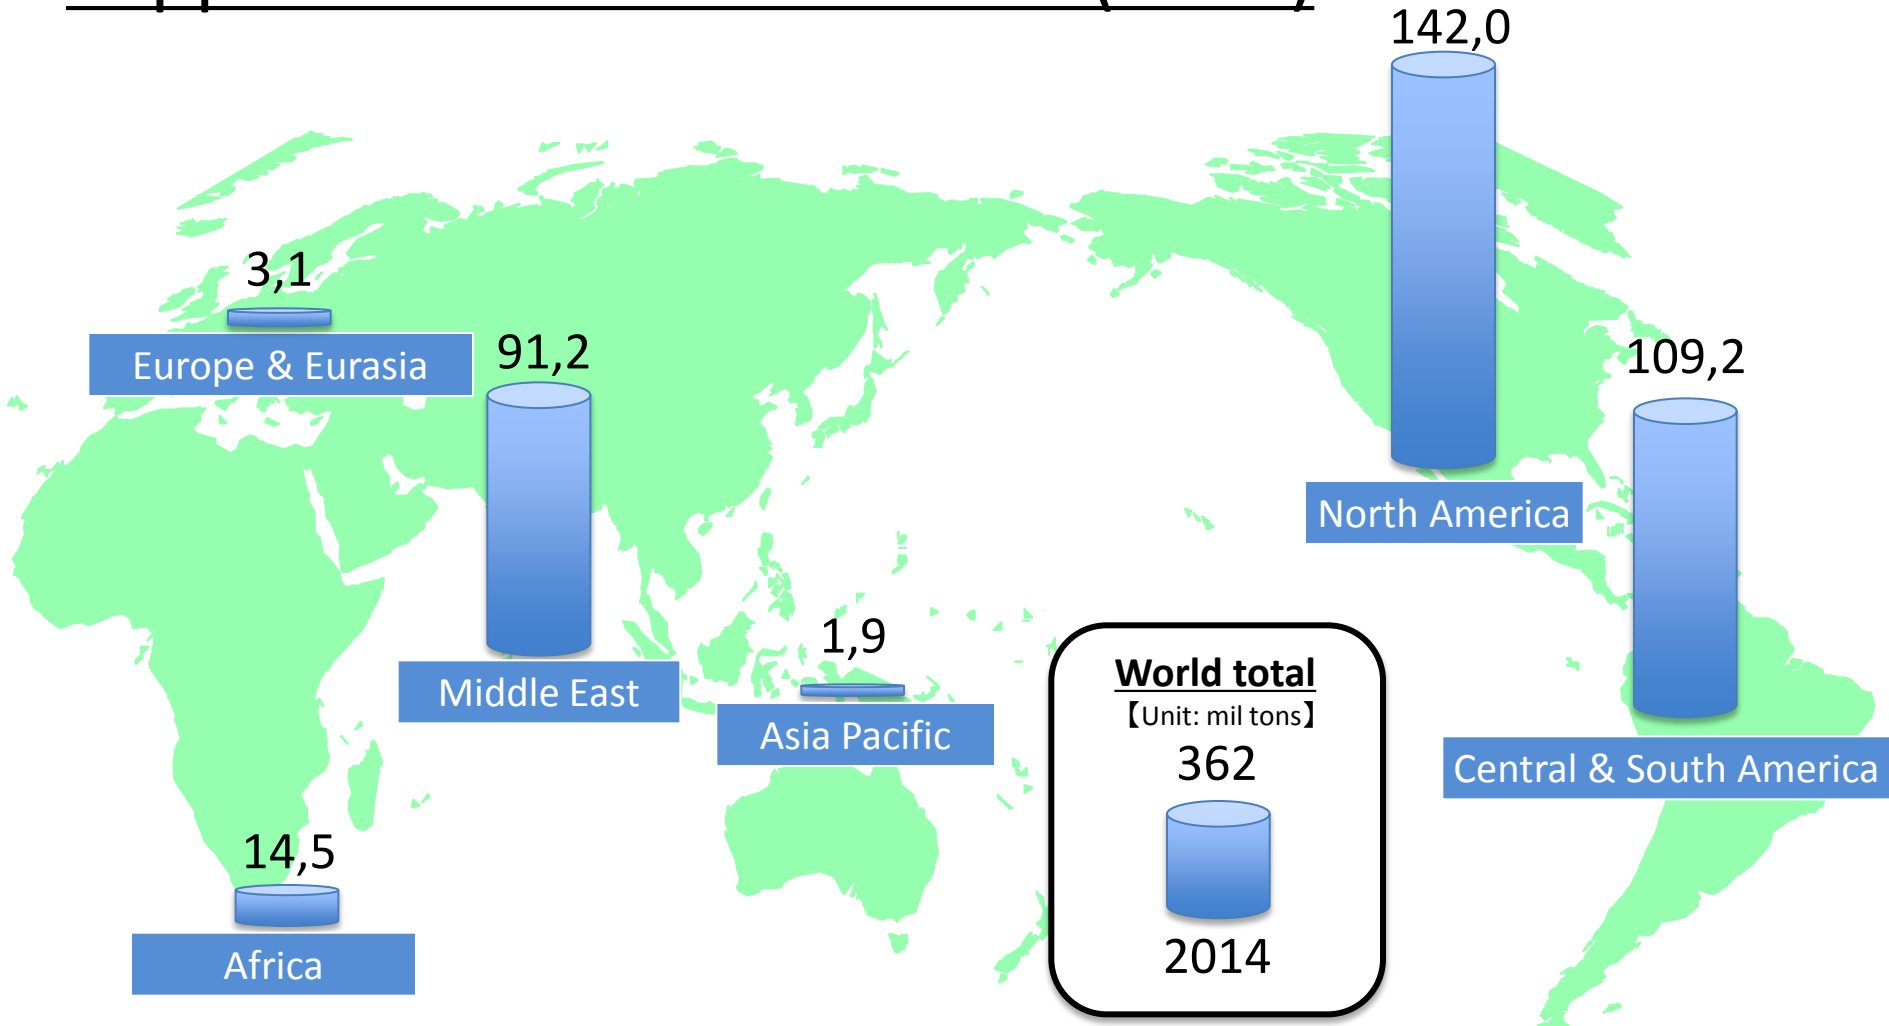 142,0
3,1
Europe & Eurasia
91,2
109,2
North America
1,9
Middle East
Asia Pacific
World total
【Unit: mil tons】
362
2014
Central & South America
14,5
Africa